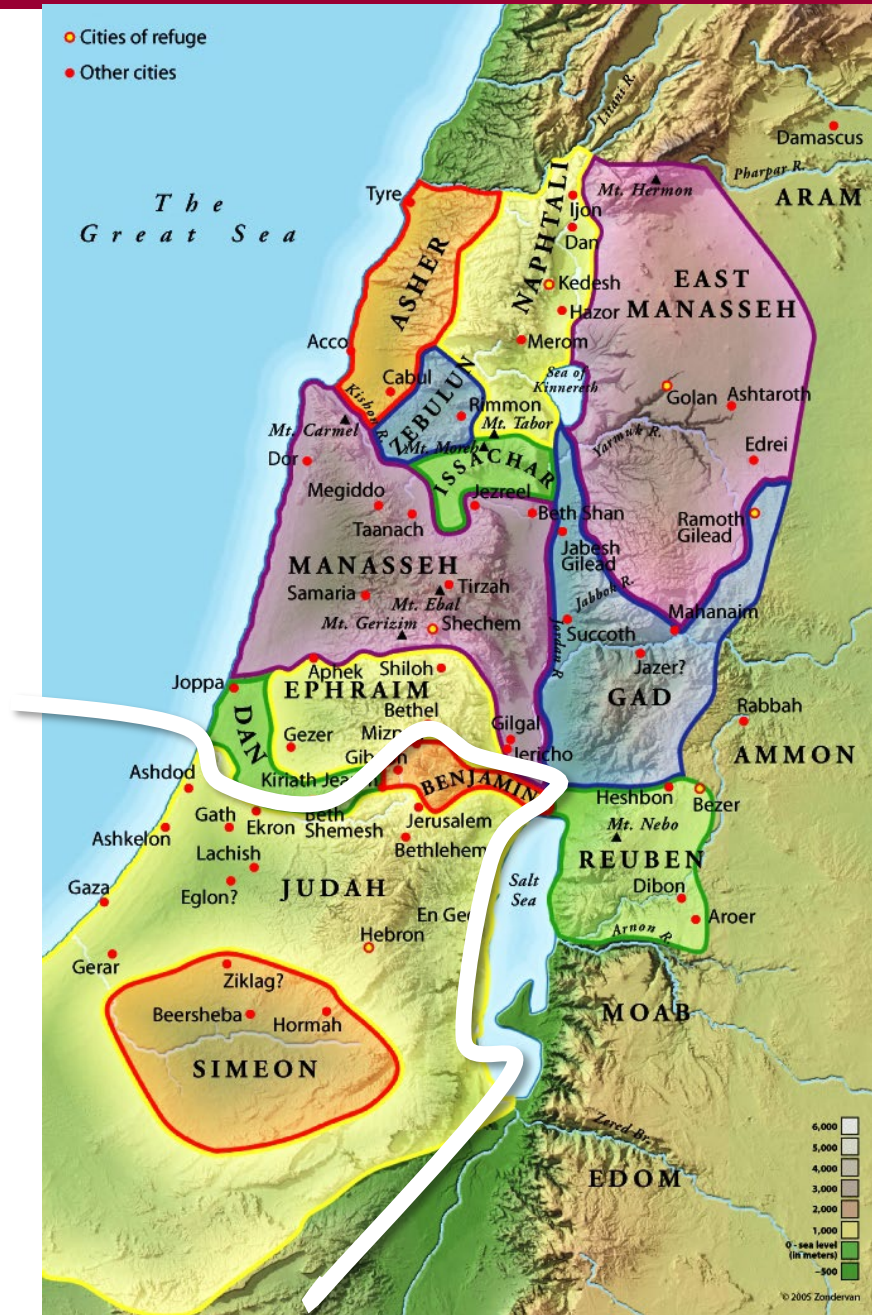 Cities of refuge
Other cities
The
Great Sea
Litani R.
Damascus
Pharpar R.
ARAM
Mt. Hermon
Tyre
Ijon
Dan
NAPHTALI
ASHER
EAST
MANASSEH
Kedesh
Hazor
Merom
Acco
Sea of
Kinnereth
Cabul
Golan
Ashtaroth
Kishon R.
ZEBULUN
Rimmon
Mt. Tabor
Mt. Carmel
Yarmuk R.
Mt. Moreh
Edrei
Dor
ISSACHAR
Megiddo
Jezreel
Taanach
Beth Shan
Ramoth
Gilead
Jabesh
Gilead
MANASSEH
Tirzah
Samaria
Mt. Ebal
Jabbok R.
Mt. Gerizim
Shechem
Mahanaim
Succoth
Jordan R.
Jazer?
Aphek
Shiloh
Joppa
EPHRAIM
GAD
DAN
Bethel
Rabbah
Gezer
Gilgal
Jericho
AMMON
Ashdod
Kiriath
BENJAMIN
Heshbon
Bezer
Gath
Ekron
Beth
Shemesh
Jerusalem
Mt. Nebo
Ashkelon
Bethlehem
Lachish
REUBEN
Eglon?
JUDAH
Salt
Sea
Dibon
Gaza
En
Aroer
Hebron
Arnon R.
Gerar
Ziklag?
Beersheba
Hormah
MOAB
SIMEON
Zered Br.
EDOM
6,000
5,000
4,000
3,000
2,000
1,000
0 - sea level
(in meters)
-500
© 2005 Zondervan